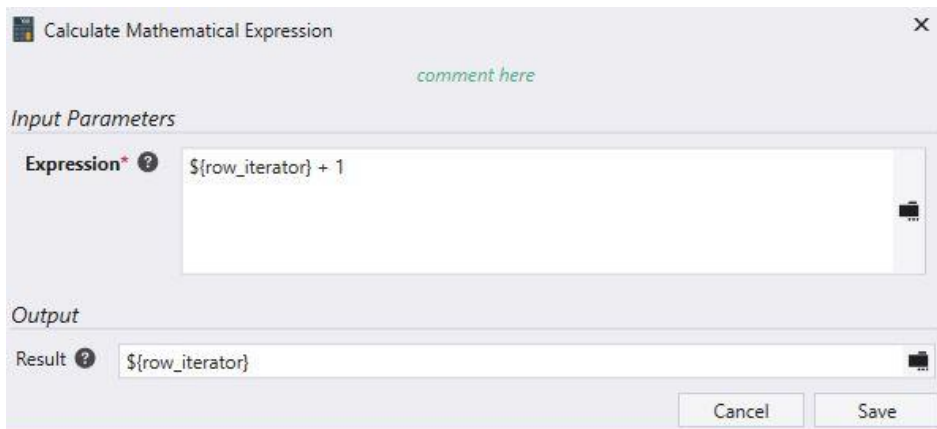 Calculate Mathematical Expression
comment here
Input Parameters
Expression* ?
${row_iterator} + 1
Output
Result ? ${row_iterator}
Cancel Save